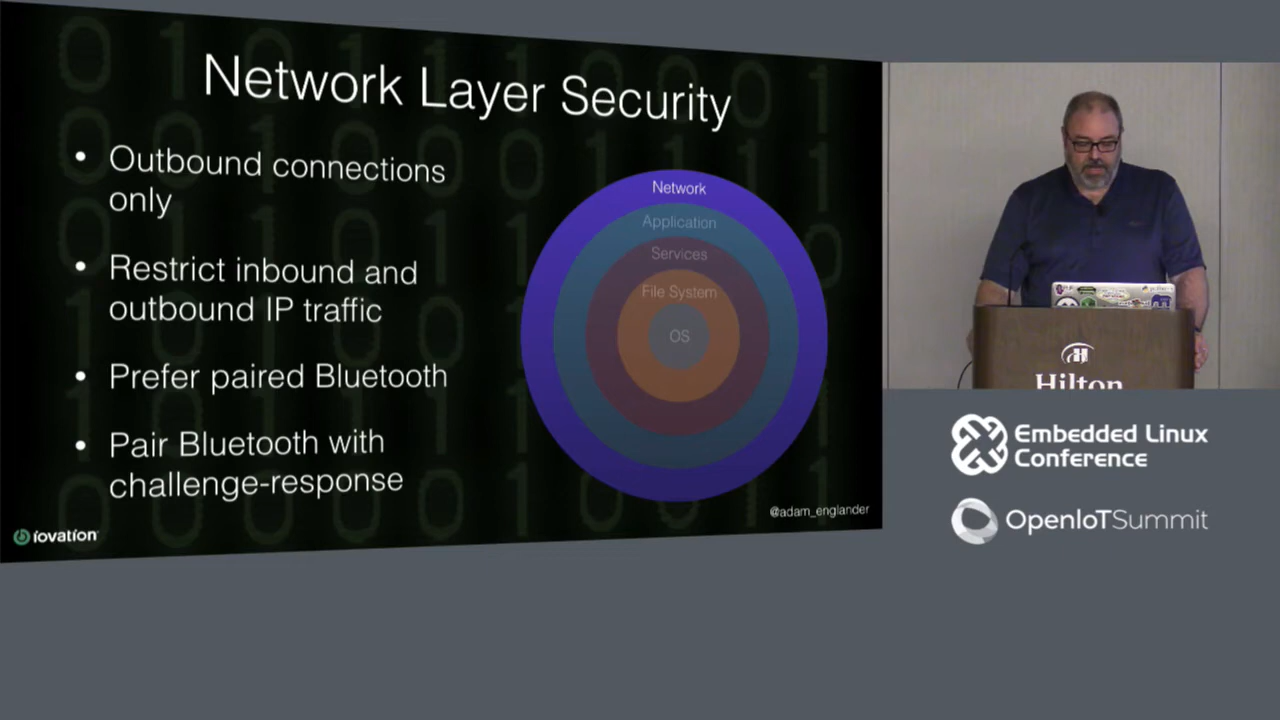 Network Layer Security
• Outbound connections
only
• Restrict inbound and
outbound IP traffic
• Prefer paired Bluetooth
• Pair Bluetooth with
challenge-response
Network
Application
Services
File System
OS
@adam_englander
iovation
Hilton
Embedded Linux
Conference
OpenIoTSummit